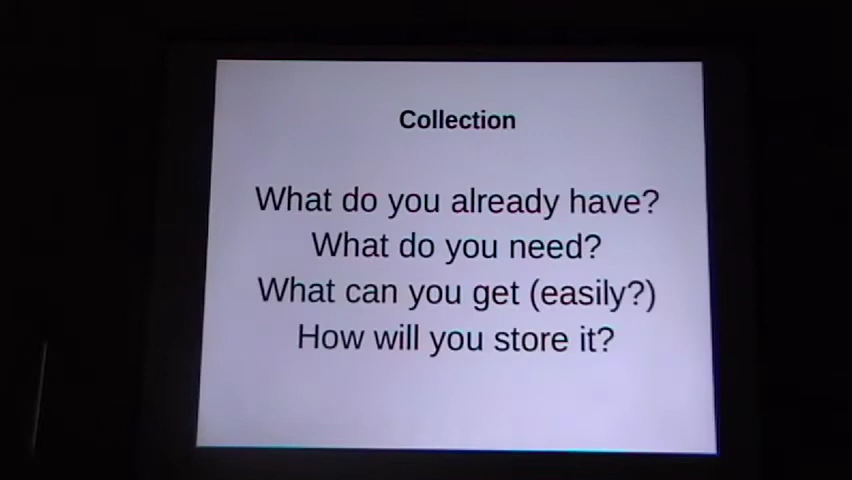 Collection
What do you already have?
What do you need?
What can you get (easily?)
How will you store it?